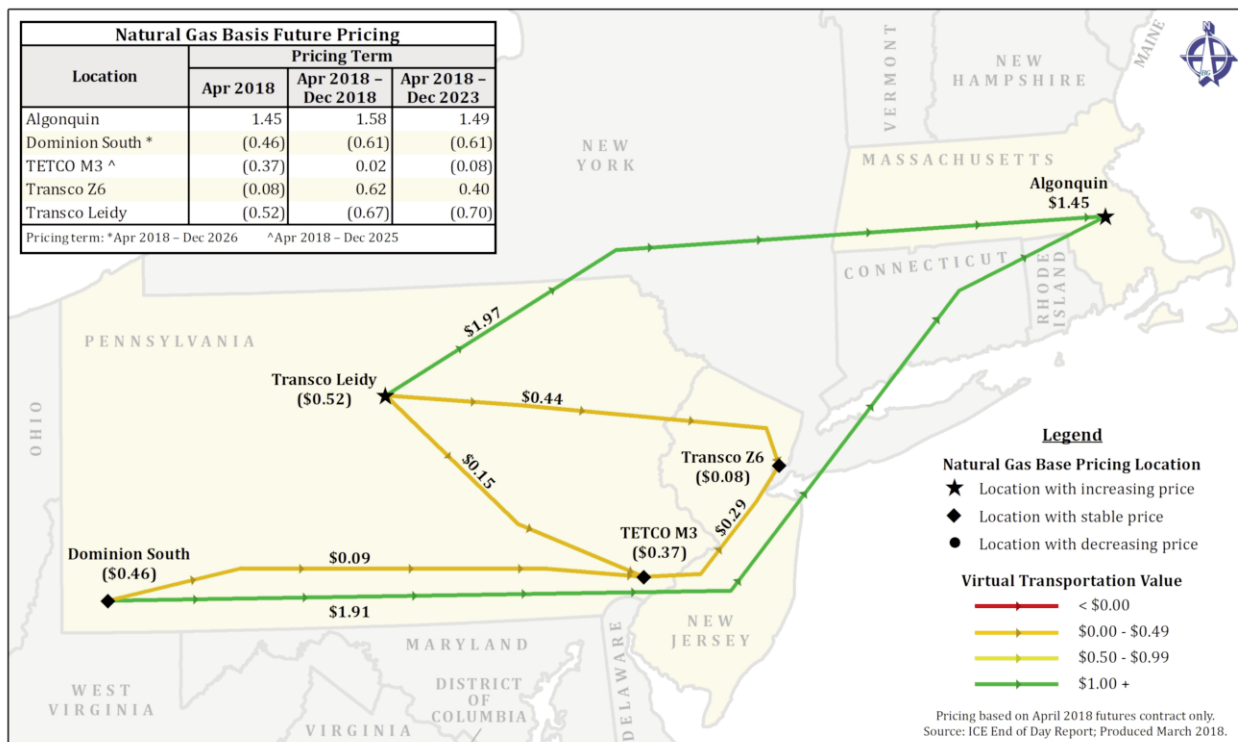 Natural Gas Basis Future Pricing
Location
Pricing Term
Apr 2018
Apr 2018 –
Dec 2018
Apr 2018 –
Dec 2023
Algonquin 1.45 1.58 1.49
Dominion South * (0.46) (0.61) (0.61)
TETCO M3 ^ (0.37) 0.02 (0.08)
Transco Z6 (0.08) 0.62 0.40
Transco Leidy (0.52) (0.67) (0.70)
Pricing term: *Apr 2018 – Dec 2026 ^Apr 2018 – Dec 2025
N
VERMONT
NEW
HAMPSHIRE
MAINE
NEW
YORK
MASSACHUSETTS
Algonquin
$1.45
CONNECTICUT
RHODE
ISLAND
PENNSYLVANIA
$1.97
Transco Leidy
($0.52)
$0.44
OHIO
$0.15
Transco Z6
($0.08)
$0.29
TETCO M3
($0.37)
Dominion South
($0.46)
$0.09
$1.91
NEW
JERSEY
MARYLAND
DELAWARE
WEST
VIRGINIA
DISTRICT
OF
COLUMBIA
VIRGINIA
Legend
Natural Gas Base Pricing Location
Location with increasing price
Location with stable price
Location with decreasing price
Virtual Transportation Value
< $0.00
$0.00 - $0.49
$0.50 - $0.99
$1.00 +
Pricing based on April 2018 futures contract only.
Source: ICE End of Day Report; Produced March 2018.